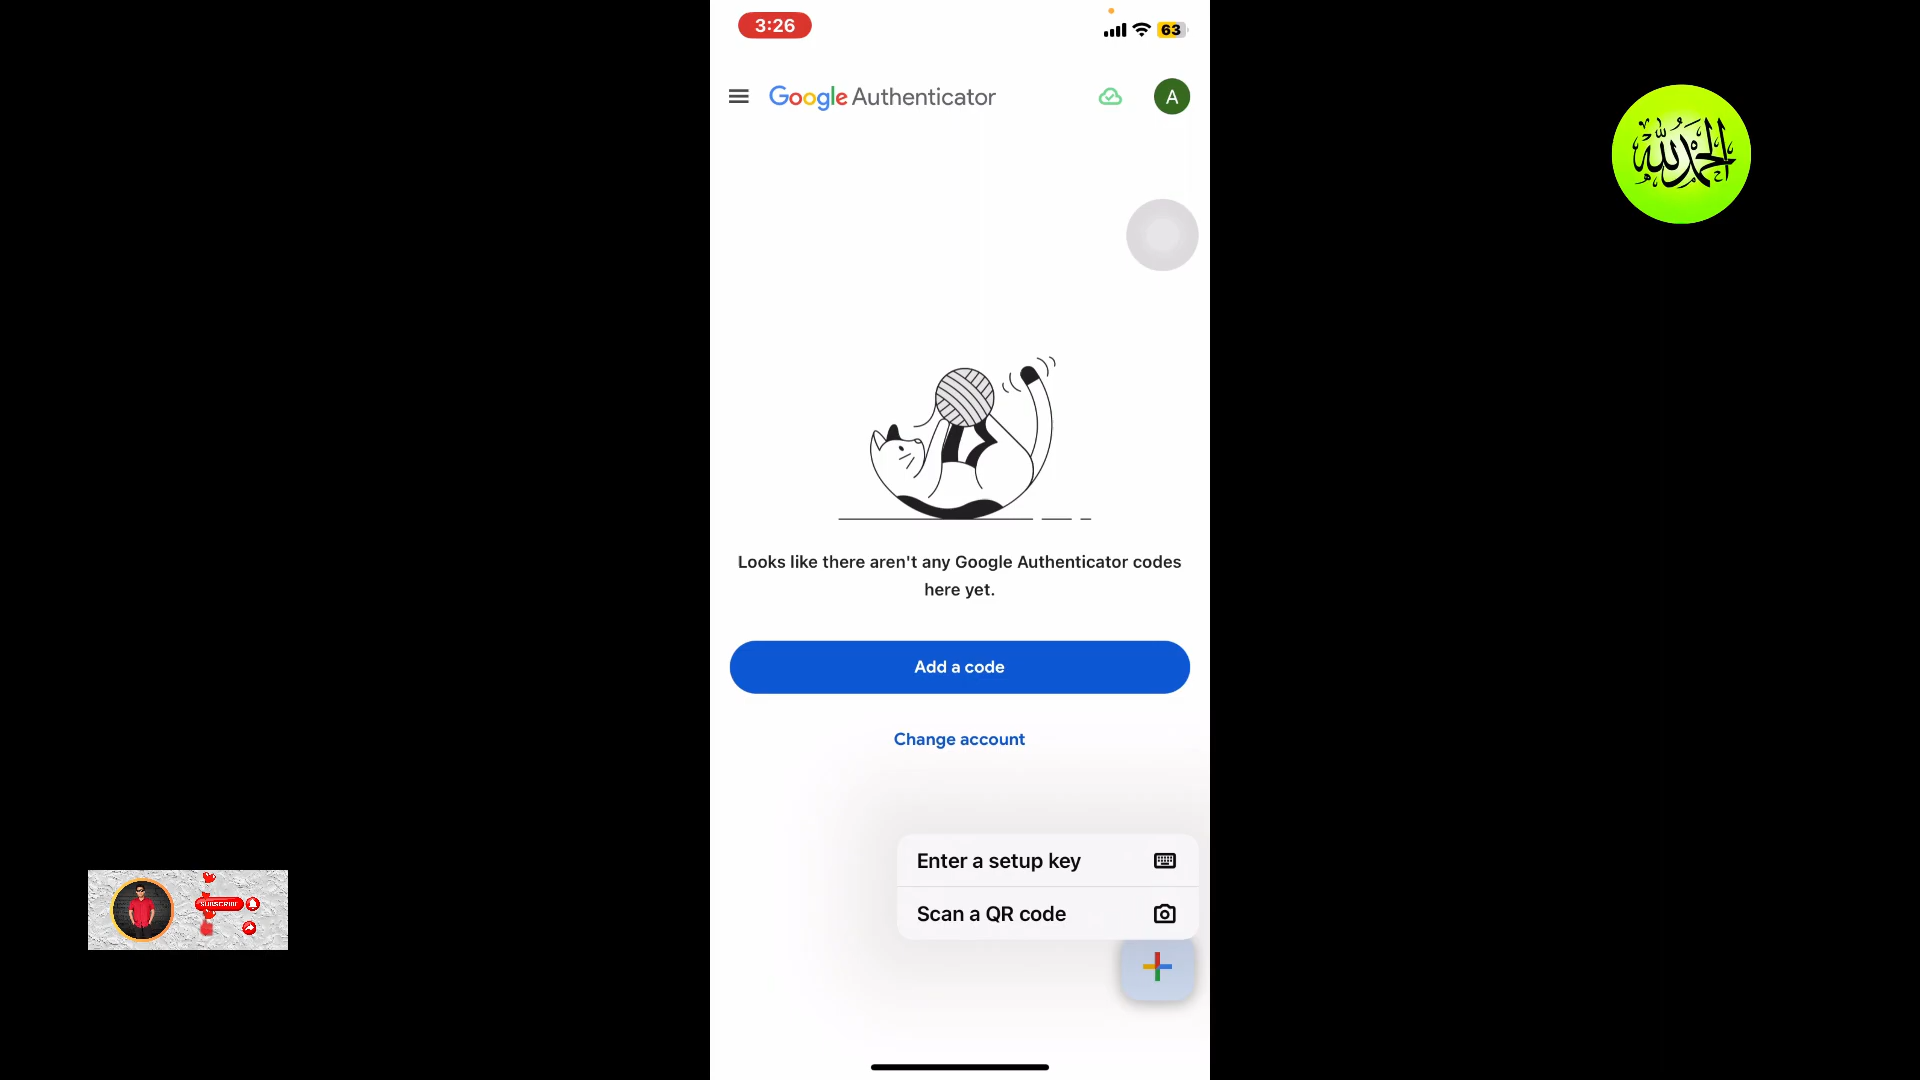 3:26
63
Google Authenticator
A
الحمد لله
Looks like there aren't any Google Authenticator codes
here yet.
Add a code
Change account
Enter a setup key
Scan a QR code
SUBSCRIBE